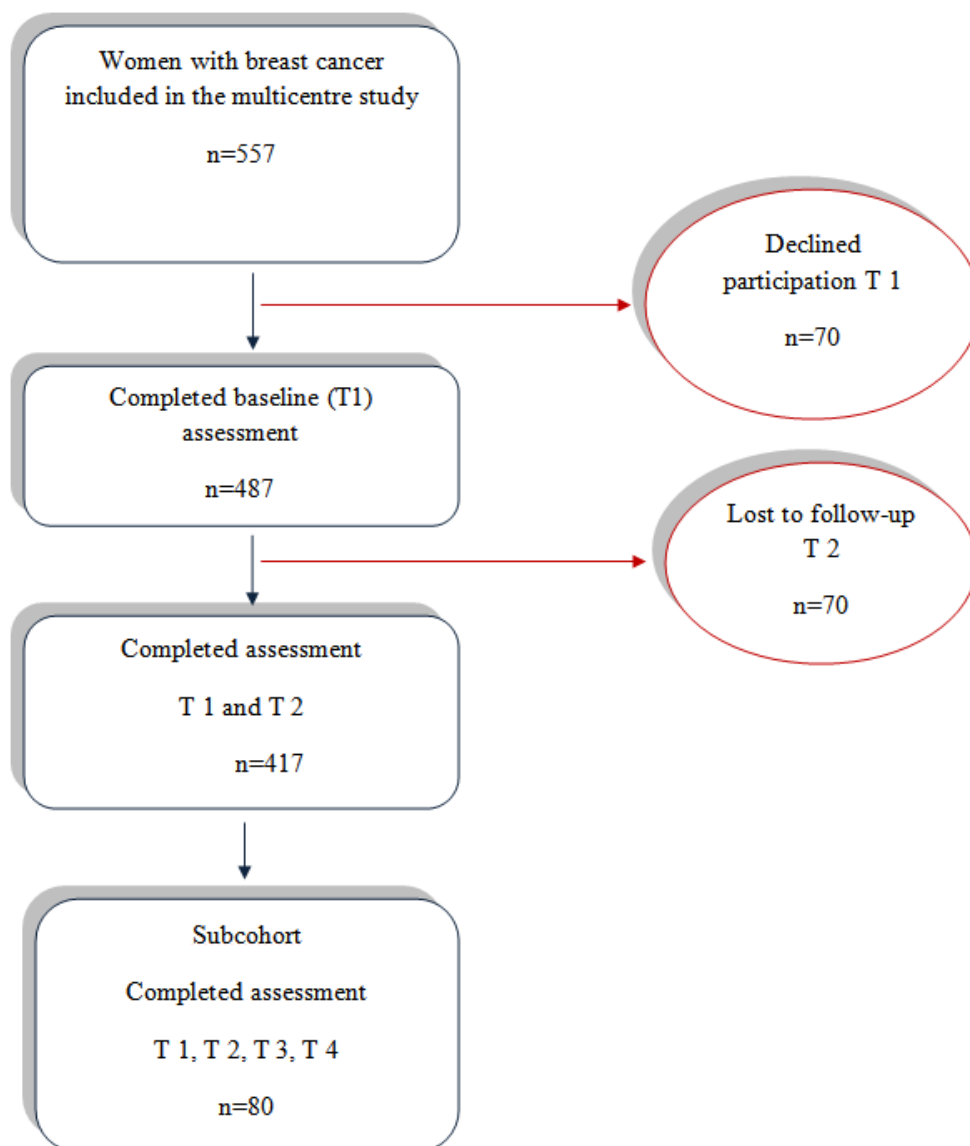 Women with breast cancer
included in the multicentre study
n=557
Declined
participation T 1
n=70
Completed baseline (T1)
assessment
n=487
Lost to follow-up
T 2
n=70
Completed assessment
T 1 and T 2
n=417
Subcohort
Completed assessment
T 1, T 2, T 3, T 4
n=80